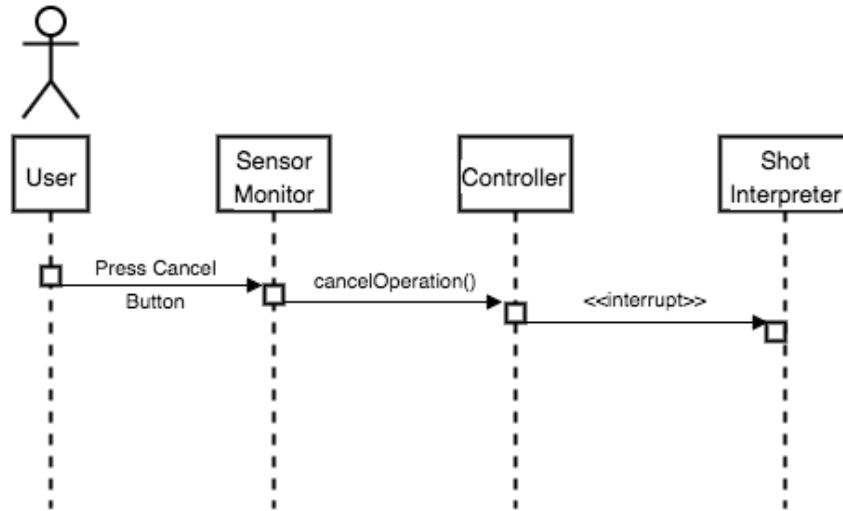 User
Sensor
Monitor
Controller
Shot
Interpreter
Press Cancel
Button
cancelOperation()
<<interrupt>>